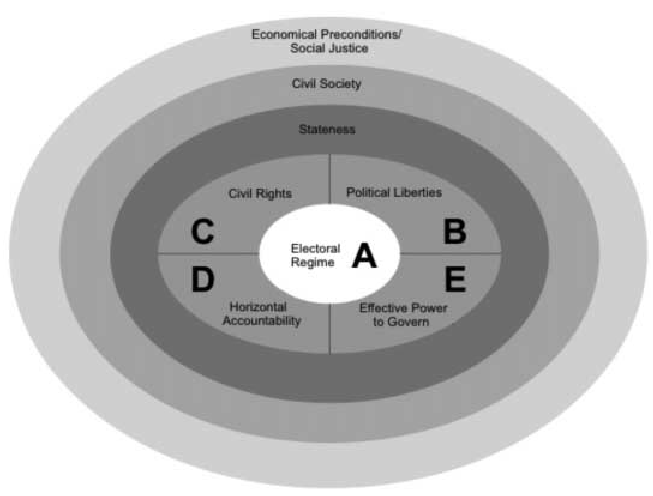 Economical Preconditions/
Social Justice
Civil Society
Stateness
Civil Rights
Political Liberties
C
B
Electoral
Regime
A
D
E
Horizontal
Accountability
Effective Power
to Govern